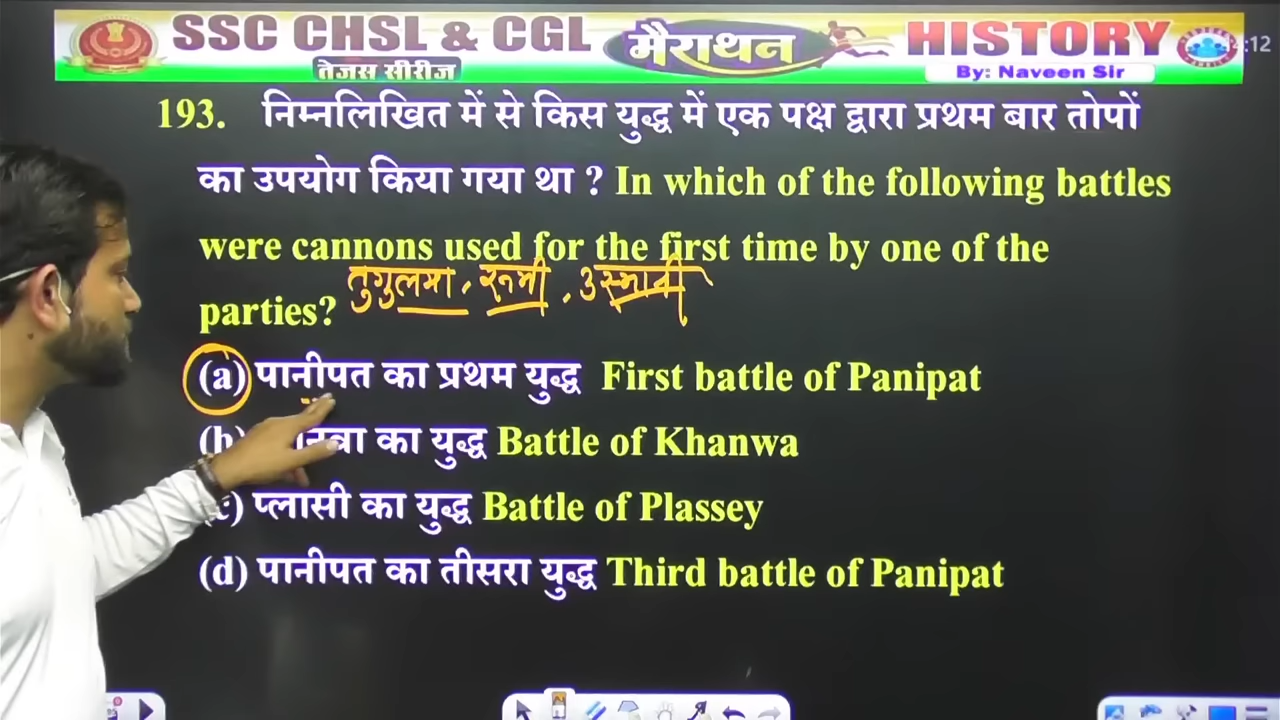 SSC CHSL & CGL मैराथन HISTORY
तेजस सीरीज By: Naveen Sir
193. निम्नलिखित में से किस युद्ध में एक पक्ष द्वारा प्रथम बार तोपों
का उपयोग किया गया था ? In which of the following battles
were cannons used for the first time by one of the
तुगुलमा, रूमी, उस्मानी
parties?
(a) पानीपत का प्रथम युद्ध First battle of Panipat
का युद्ध Battle of Khanwa
प्लासी का युद्ध Battle of Plassey
(d) पानीपत का तीसरा युद्ध Third battle of Panipat